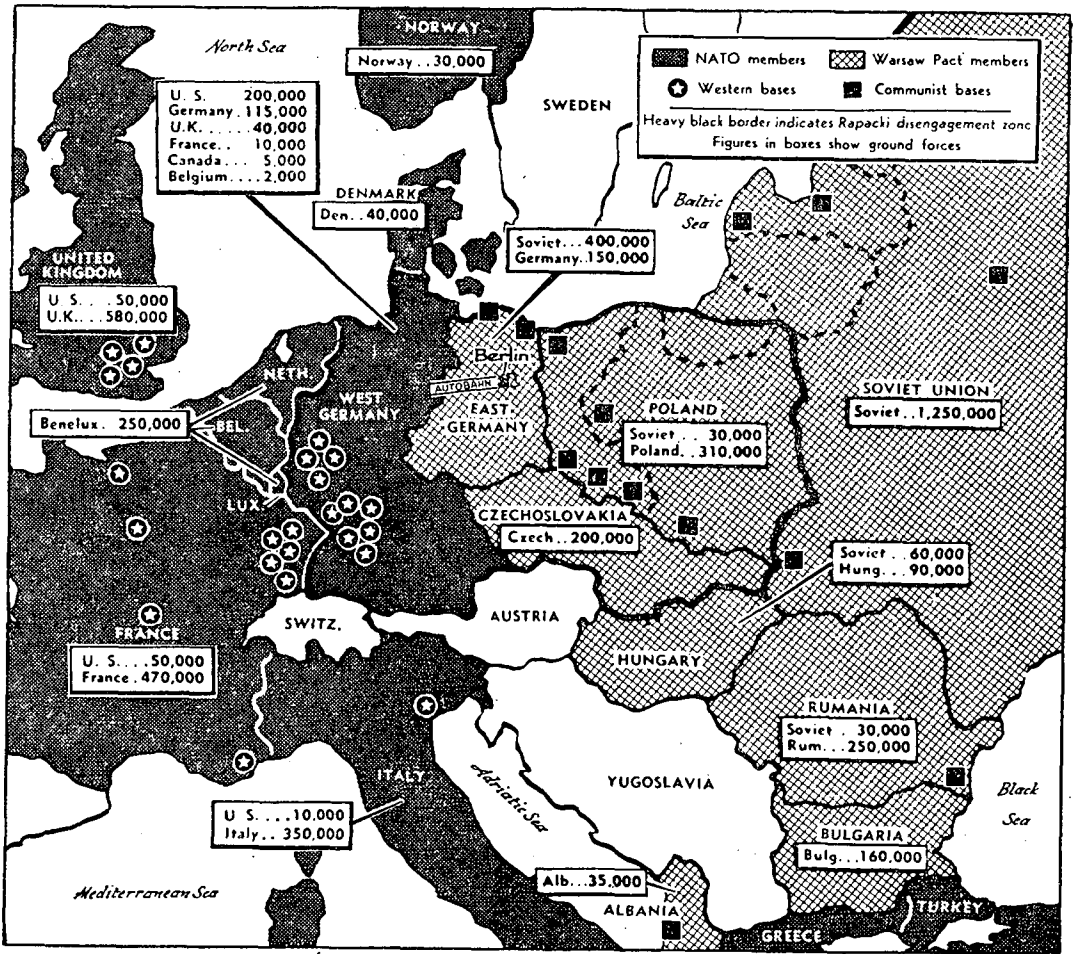 NORWAY
North Sea
Norway..30,000
NATO members
Warsaw Pact members
Western bases
Communist bases
Heavy black border indicates Rapacki disengagement zone
Figures in boxes show ground forces
U. S. 200,000
Germany.115,000
U.K......40,000
France.. 10,000
Canada... 5,000
Belgium....2,000
SWEDEN
DENMARK
Den..40,000
Baltic
Sea
Soviet...400,000
Germany..150,000
UNITED
KINGDOM
U S....50,000
U.K...580,000
Berlin
AUTOBAHN
NETH.
WEST
GERMANY
EAST
GERMANY
POLAND
Soviet... 30,000
Poland..310,000
SOVIET UNION
Soviet..1,250,000
Benelux. 250,000
BEL.
LUX.
CZECHOSLOVAKIA
Czech..200,000
Soviet ..60,000
Hung...90,000
AUSTRIA
SWITZ.
FRANCE
U. S....50,000
France.470,000
HUNGARY
RUMANIA
Soviet. 30,000
Rum...250,000
ITALY
Adriatic Sea
YUGOSLAVIA
Black
Sea
U S....10,000
Italy..350,000
BULGARIA
Bulg...160,000
Mediterranean Sea
Alb...35,000
ALBANIA
TURKEY
GREECE